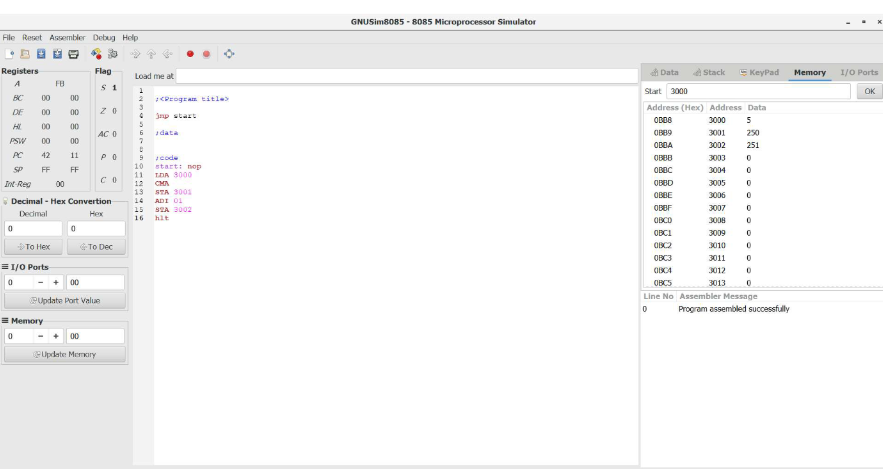 GNUSim8085 - 8085 Microprocessor Simulator
File Reset Assembler Debug Help
Registers
A FB
BC 00 00
DE 00 00
HL 00 00
PSW 00 00
PC 42 11
SP FF FF
Int-Reg 00
Flag
S 1
Z 0
AC 0
P 0
C 0
Decimal - Hex Convertion
Decimal Hex
0 0
To Hex To Dec
I/O Ports
0 - + 00
Update Port Value
Memory
0 - + 00
Update Memory
Load me at
1
2 ;<Program title>
3
4 jmp start
5
6 ;data
7
8
9 ;code
10 start: nop
11 LDA 3000
12 CMA
13 STA 3001
14 ADI 01
15 STA 3002
16 hlt
Data Stack KeyPad Memory I/O Ports
Start 3000 OK
Address (Hex) Address Data
0BB8 3000 5
0BB9 3001 250
0BBA 3002 251
0BBB 3003 0
0BBC 3004 0
0BBD 3005 0
0BBE 3006 0
0BBF 3007 0
0BC0 3008 0
0BC1 3009 0
0BC2 3010 0
0BC3 3011 0
0BC4 3012 0
0BC5 3013 0
Line No Assembler Message
0 Program assembled successfully